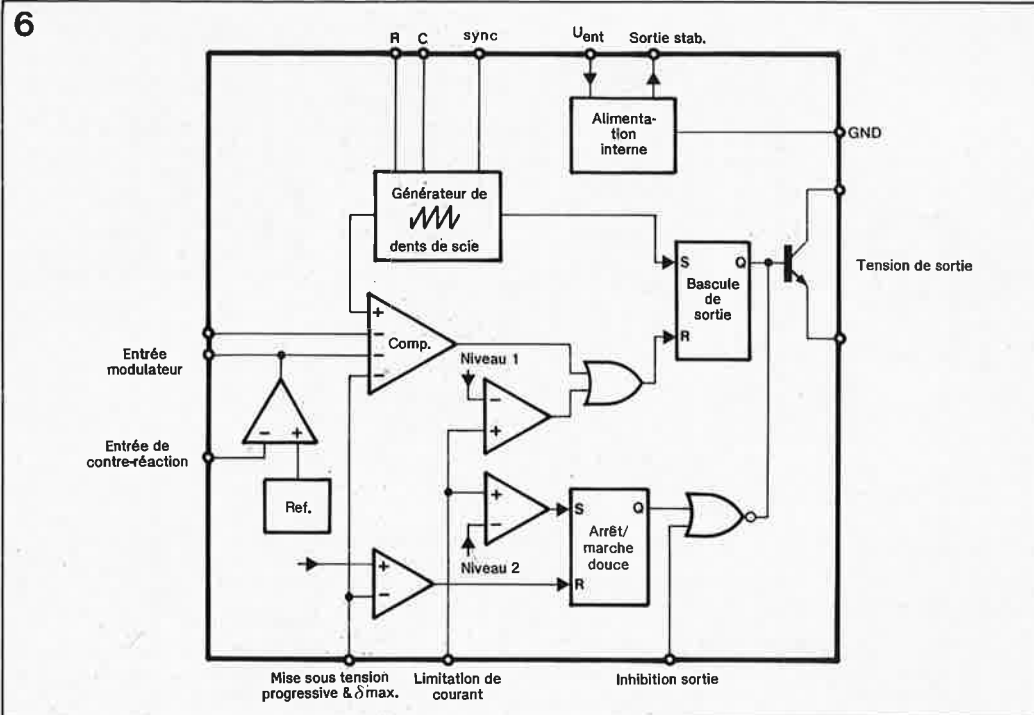 6
R C sync
Uent Sortie stab.
Alimenta-
tion
interne
GND
Générateur de
dents de scie
S Q
Bascule
de
sortie
R
Tension de sortie
+
−
Comp.
−
−
Entrée
modulateur
Niveau 1
−
+
− +
Entrée de
contre-réaction
Ref.
+
−
Niveau 2
S Q
Arrêt/
marche
douce
R
+
−
Mise sous tension
progressive & δ max.
Limitation de
courant
Inhibition sortie